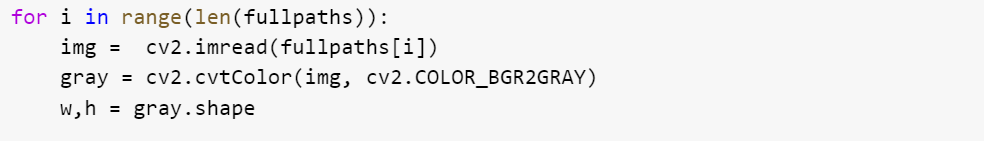 for i in range(len(fullpaths)):
    img =  cv2.imread(fullpaths[i])
    gray = cv2.cvtColor(img, cv2.COLOR_BGR2GRAY)
    w,h = gray.shape